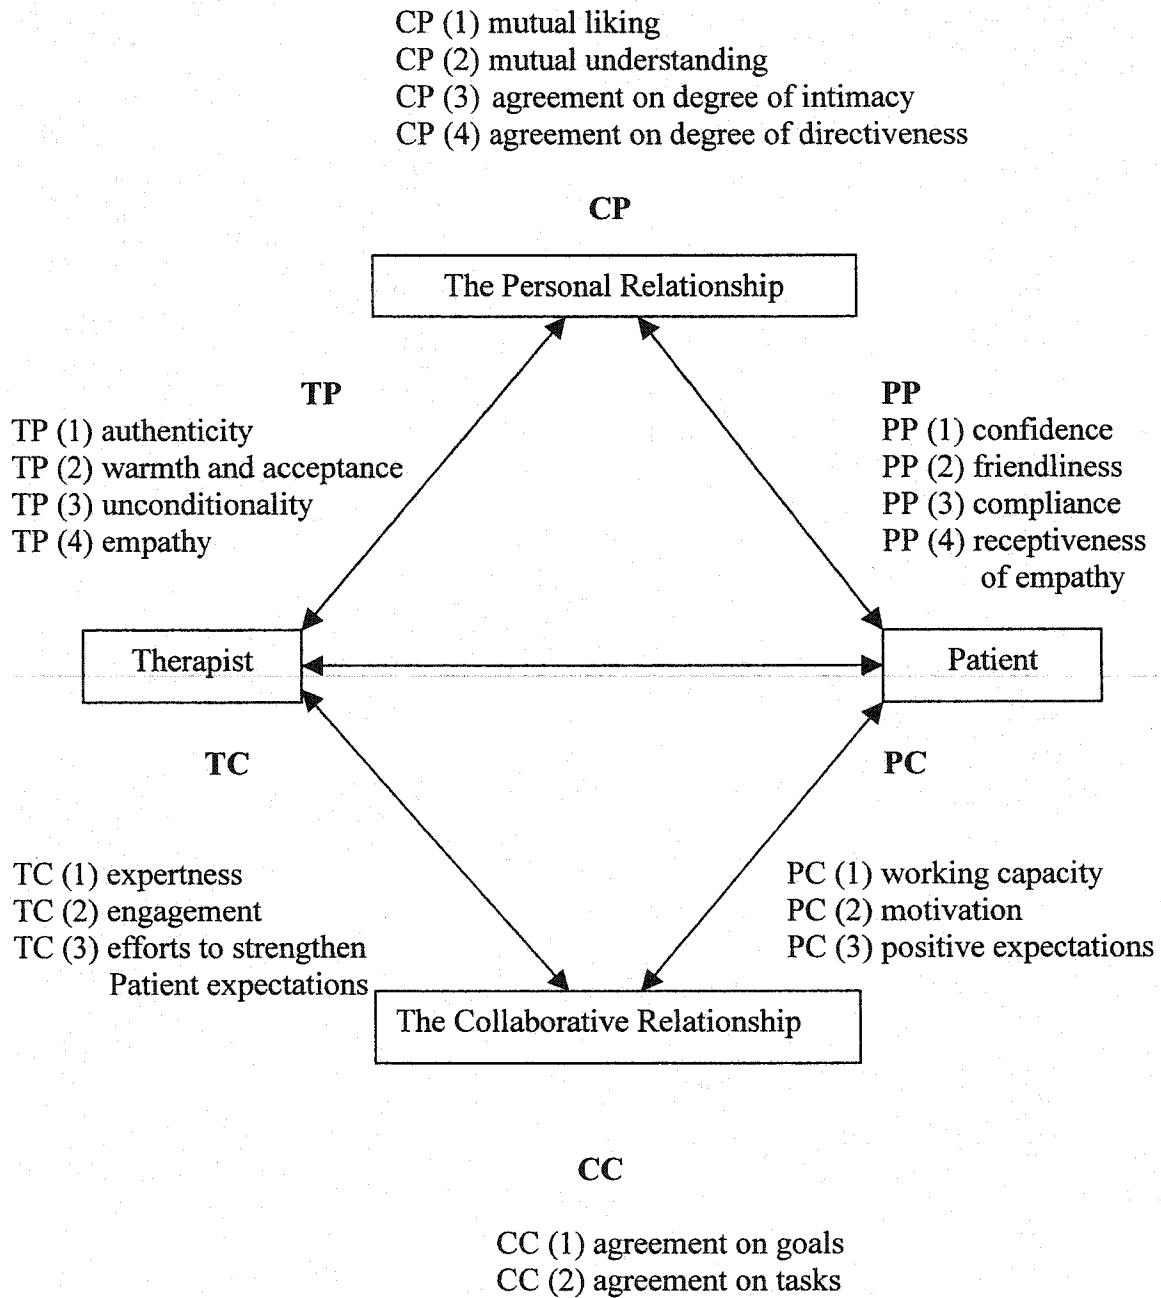 CP (1) mutual liking
CP (2) mutual understanding
CP (3) agreement on degree of intimacy
CP (4) agreement on degree of directiveness
CP
The Personal Relationship
TP
TP (1) authenticity
TP (2) warmth and acceptance
TP (3) unconditionality
TP (4) empathy
PP
PP (1) confidence
PP (2) friendliness
PP (3) compliance
PP (4) receptiveness
of empathy
Therapist
Patient
TC
TC (1) expertness
TC (2) engagement
TC (3) efforts to strengthen
Patient expectations
PC
PC (1) working capacity
PC (2) motivation
PC (3) positive expectations
The Collaborative Relationship
CC
CC (1) agreement on goals
CC (2) agreement on tasks